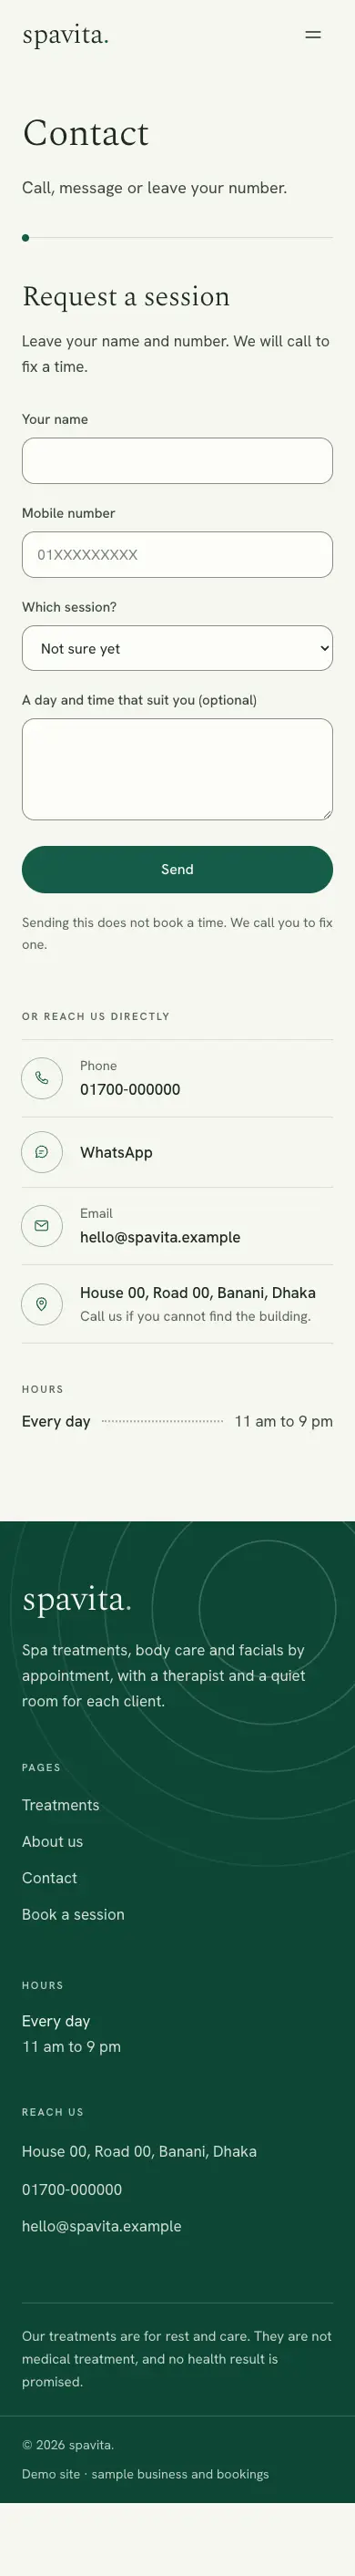 spavita.
Contact
Call, message or leave your number.
Request a session
Leave your name and number. We will call to
fix a time.
Your name
Mobile number
01XXXXXXXXX
Which session?
Not sure yet
A day and time that suit you (optional)
Send
Sending this does not book a time. We call you to fix
one.
OR REACH US DIRECTLY
Phone
01700-000000
WhatsApp
Email
hello@spavita.example
House 00, Road 00, Banani, Dhaka
Call us if you cannot find the building.
HOURS
Every day 11 am to 9 pm
spavita.
Spa treatments, body care and facials by
appointment, with a therapist and a quiet
room for each client.
PAGES
Treatments
About us
Contact
Book a session
HOURS
Every day
11 am to 9 pm
REACH US
House 00, Road 00, Banani, Dhaka
01700-000000
hello@spavita.example
Our treatments are for rest and care. They are not
medical treatment, and no health result is
promised.
© 2026 spavita.
Demo site · sample business and bookings